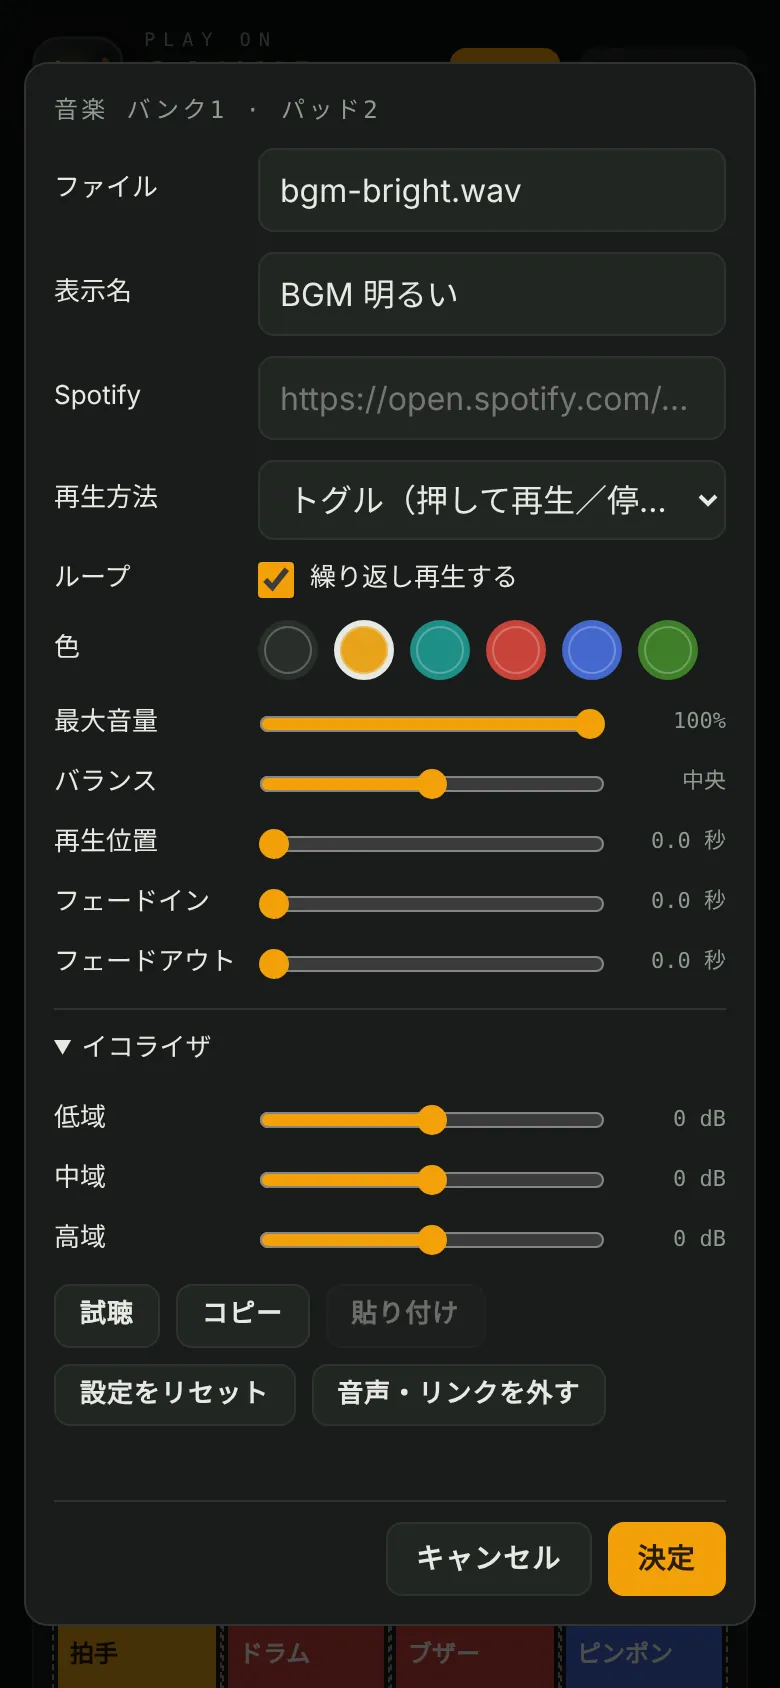 PLAY ON
音楽 バンク1 · パッド2
ファイル
bgm-bright.wav
表示名
BGM 明るい
Spotify
https://open.spotify.com/...
再生方法
トグル（押して再生／停...
ループ
繰り返し再生する
色
最大音量
100%
バランス
中央
再生位置
0.0 秒
フェードイン
0.0 秒
フェードアウト
0.0 秒
▼ イコライザ
低域
0 dB
中域
0 dB
高域
0 dB
試聴
コピー
貼り付け
設定をリセット
音声・リンクを外す
キャンセル
決定
拍手
ドラム
ブザー
ピンポン